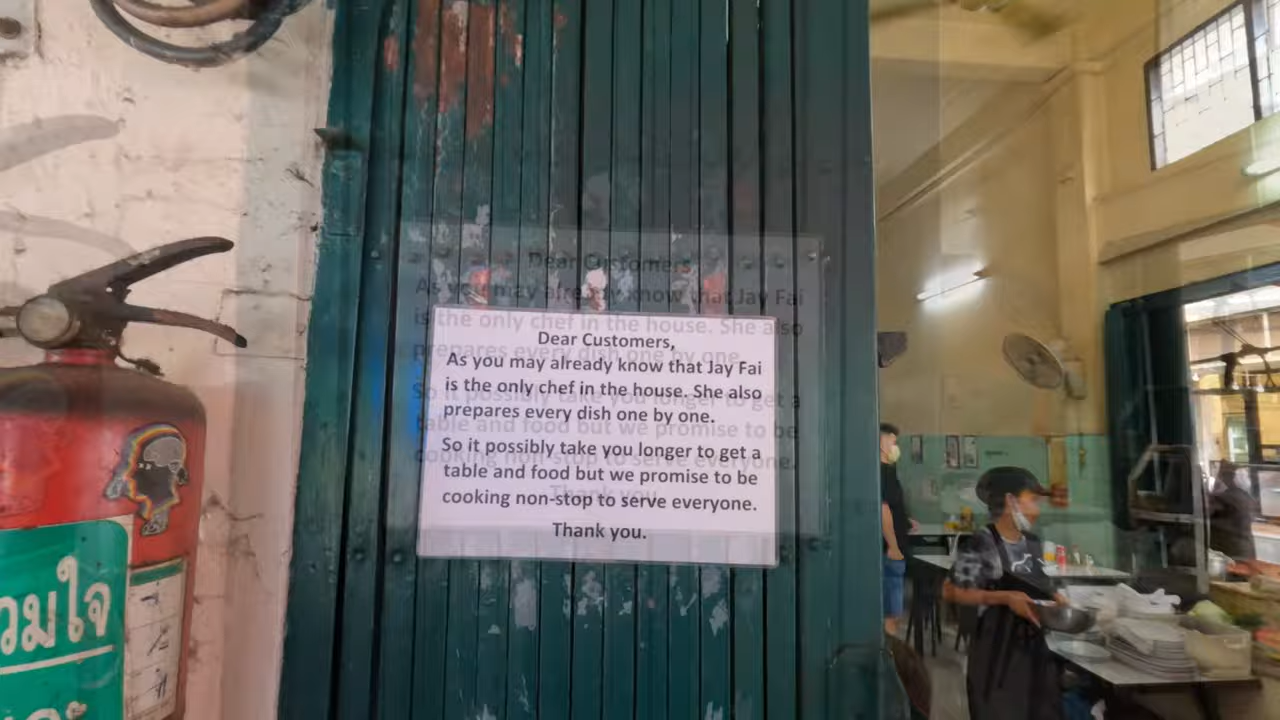 Dear Customers,
As you may already know that Jay Fai
is the only chef in the house. She also
prepares every dish one by one.
So it possibly take you longer to get a
table and food but we promise to be
cooking non-stop to serve everyone.
Thank you.
วมใจ